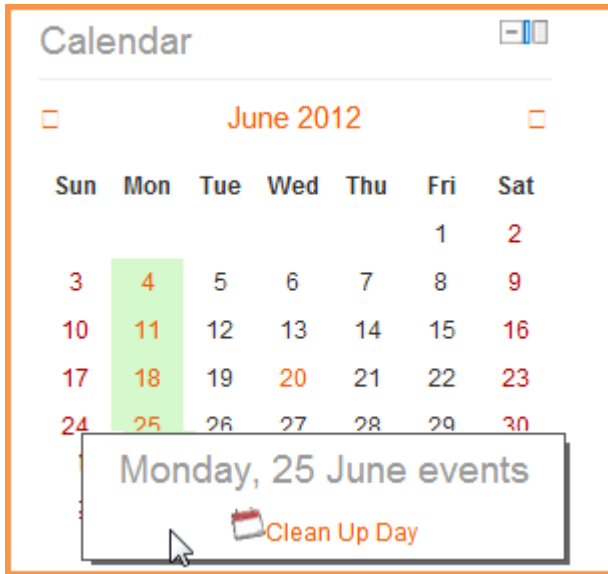 Calendar
June 2012
Sun Mon Tue Wed Thu Fri Sat
1 2
3 4 5 6 7 8 9
10 11 12 13 14 15 16
17 18 19 20 21 22 23
24 25 26 27 28 29 30
Monday, 25 June events
Clean Up Day